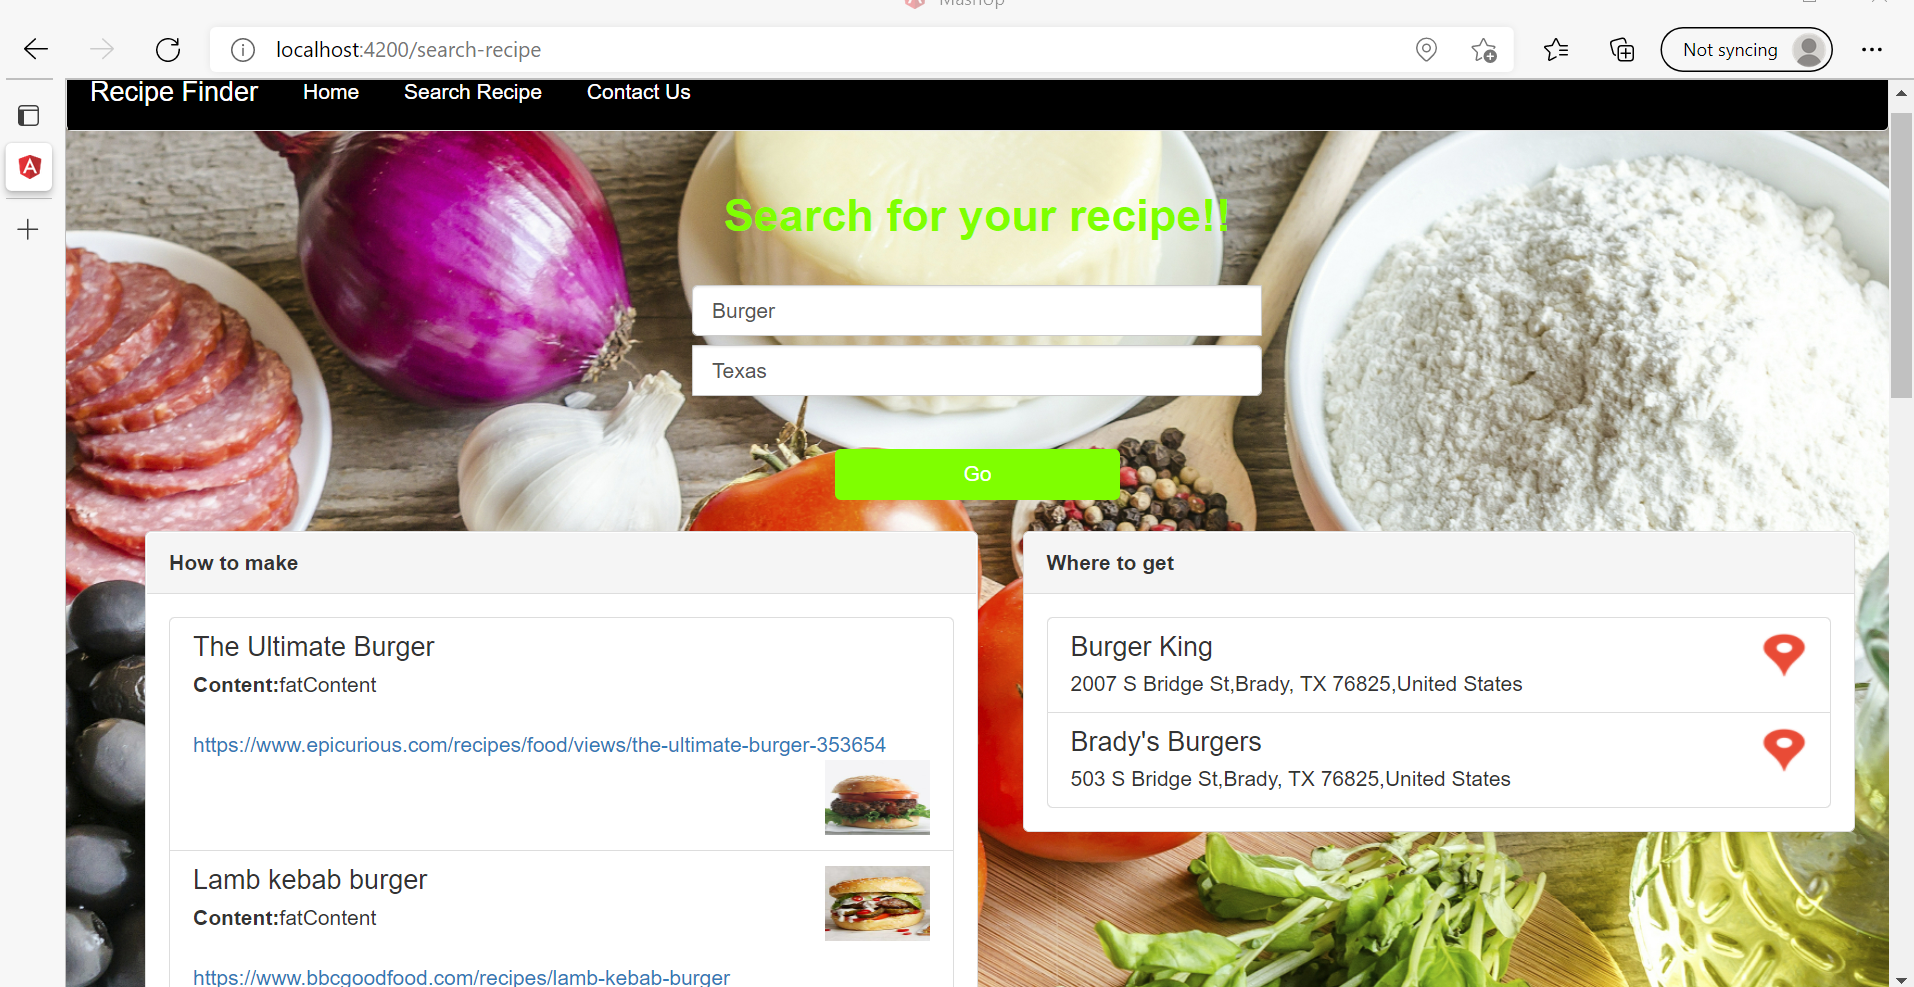 MashUp
localhost:4200/search-recipe
Not syncing
Recipe Finder Home Search Recipe Contact Us
Search for your recipe!!
Burger
Texas
Go
How to make
The Ultimate Burger
Content:fatContent
https://www.epicurious.com/recipes/food/views/the-ultimate-burger-353654
Lamb kebab burger
Content:fatContent
https://www.bbcgoodfood.com/recipes/lamb-kebab-burger
Where to get
Burger King
2007 S Bridge St,Brady, TX 76825,United States
Brady's Burgers
503 S Bridge St,Brady, TX 76825,United States